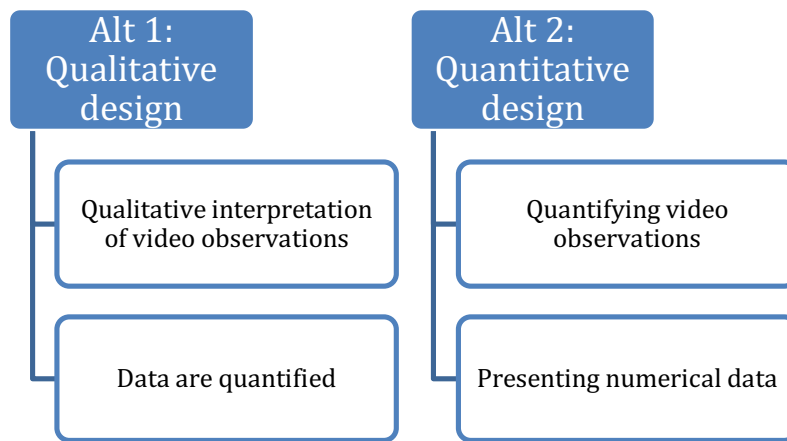 Alt 1:
Qualitative
design
Qualitative interpretation
of video observations
Data are quantified
Alt 2:
Quantitative
design
Quantifying video
observations
Presenting numerical data